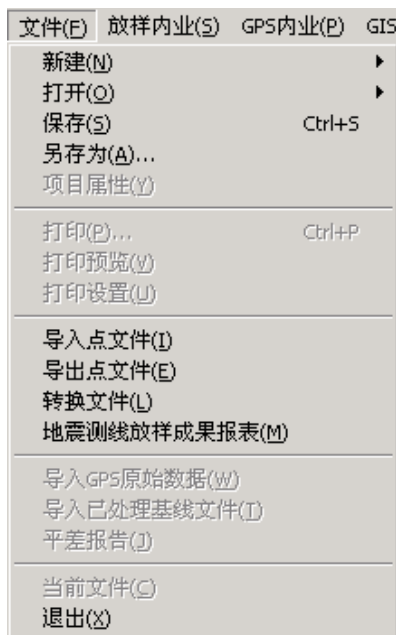 文件(F) 放样内业(S) GPS内业(P) GIS
新建(N)
打开(O)
保存(S) Ctrl+S
另存为(A)...
项目属性(Y)
打印(P)... Ctrl+P
打印预览(V)
打印设置(U)
导入点文件(I)
导出点文件(E)
转换文件(L)
地震测线放样成果报表(M)
导入GPS原始数据(W)
导入已处理基线文件(T)
平差报告(J)
当前文件(C)
退出(X)